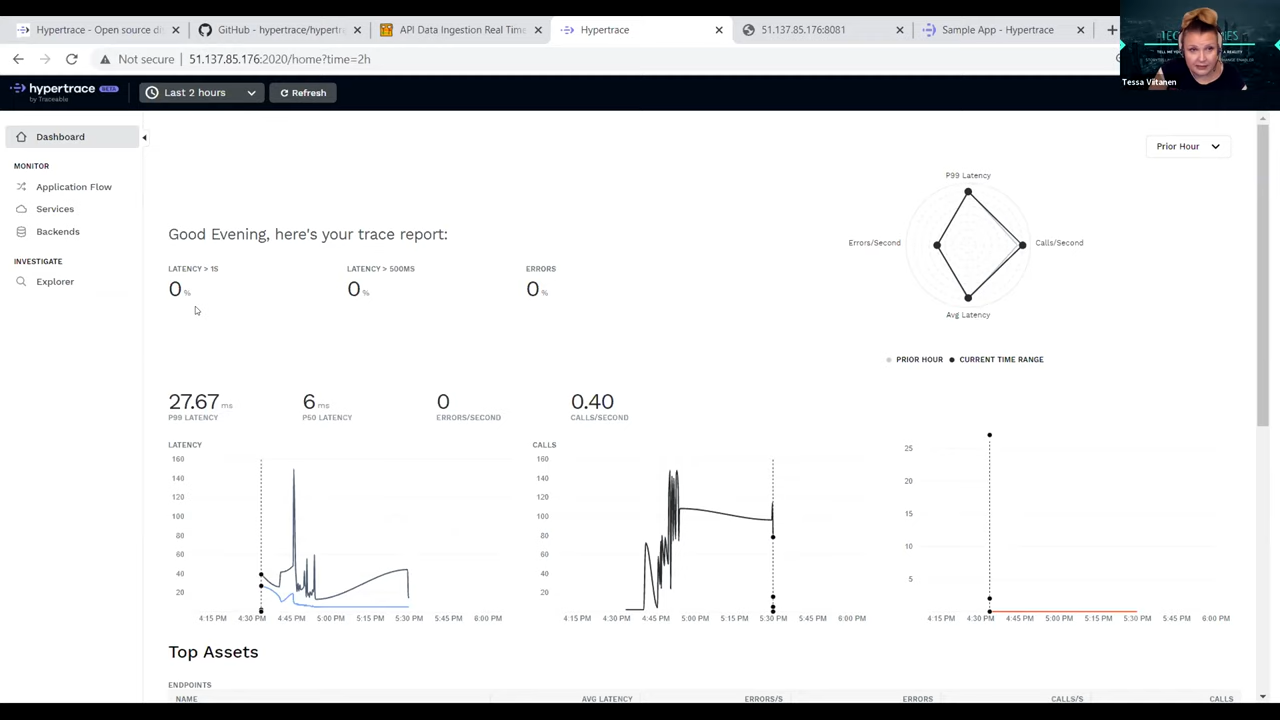 Hypertrace - Open source di
GitHub - hypertrace/hypertr
API Data Ingestion Real Time
Hypertrace
51.137.85.176:8081
Sample App - Hypertrace
Not secure
51.137.85.176:2020/home?time=2h
TELL ME YOU
REALITY
Tessa Viitanen
hypertrace BETA
by Traceable
Last 2 hours
Refresh
Dashboard
MONITOR
Application Flow
Services
Backends
INVESTIGATE
Explorer
Prior Hour
Good Evening, here's your trace report:
LATENCY > 1S
LATENCY > 500MS
ERRORS
0 %
0 %
0 %
P99 Latency
Errors/Second
Calls/Second
Avg Latency
PRIOR HOUR
CURRENT TIME RANGE
27.67 ms
6 ms
0
0.40
P99 LATENCY
P50 LATENCY
ERRORS/SECOND
CALLS/SECOND
LATENCY
160
140
120
100
80
60
40
20
4:15 PM 4:30 PM 4:45 PM 5:00 PM 5:15 PM 5:30 PM 5:45 PM 6:00 PM
CALLS
160
140
120
100
80
60
40
20
4:15 PM 4:30 PM 4:45 PM 5:00 PM 5:15 PM 5:30 PM 5:45 PM 6:00 PM
25
20
15
10
5
4:15 PM 4:30 PM 4:45 PM 5:00 PM 5:15 PM 5:30 PM 5:45 PM 6:00 PM
Top Assets
ENDPOINTS
NAME
AVG LATENCY
ERRORS/S
ERRORS
CALLS/S
CALLS